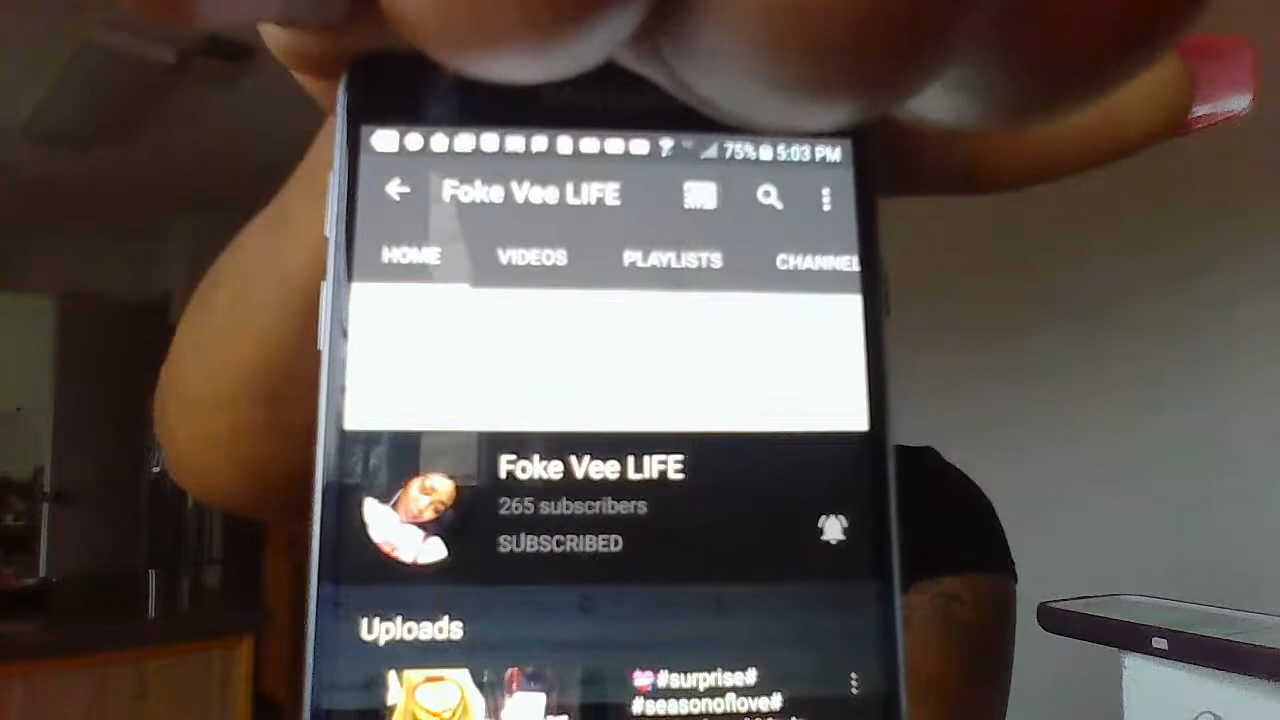 75% 5:03 PM
Foke Vee LIFE
HOME VIDEOS PLAYLISTS CHANNEL
Foke Vee LIFE
265 subscribers
SUBSCRIBED
Uploads
#surprise#
#seasonoflove#